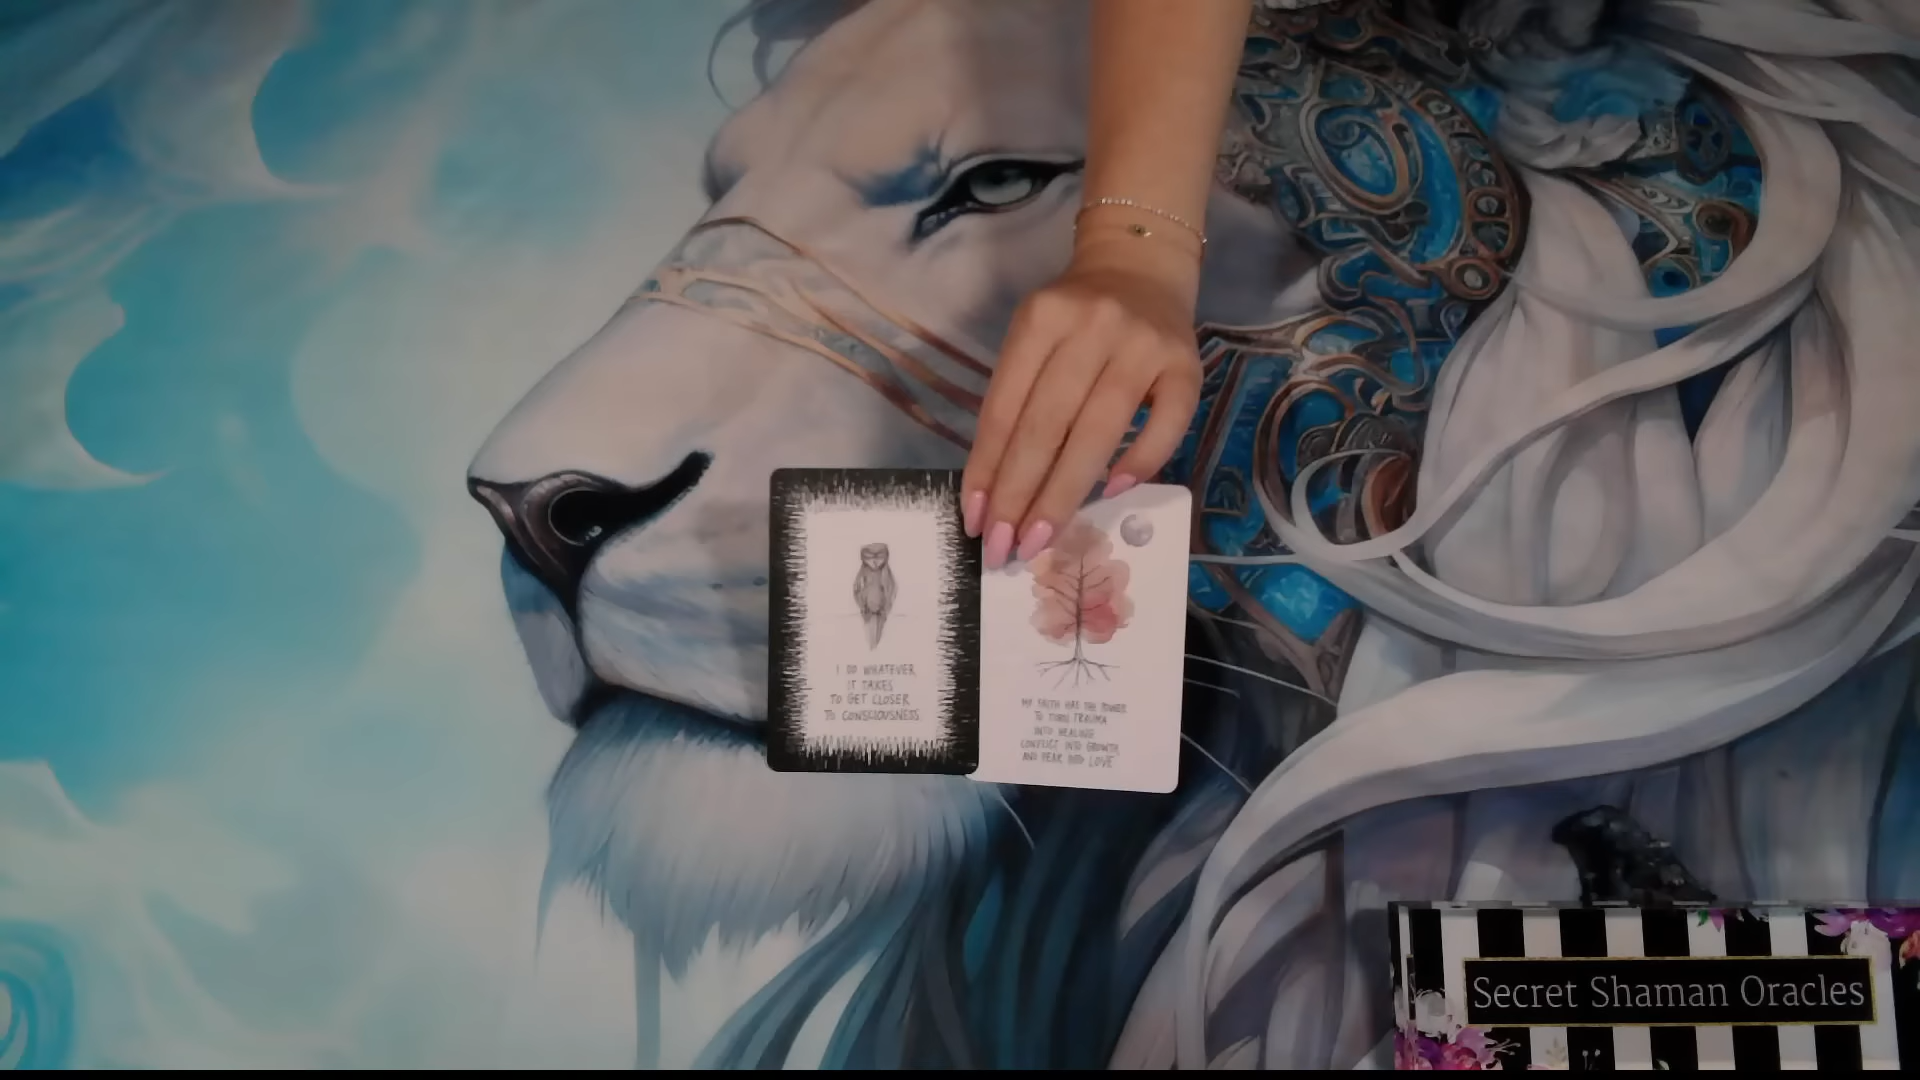 I DO WHATEVER
IT TAKES
TO GET CLOSER
TO CONSCIOUSNESS
MY FAITH HAS THE POWER
TO TURN TRAUMA
INTO HEALING
CONFLICT INTO GROWTH
AND FEAR INTO LOVE
Secret Shaman Oracles